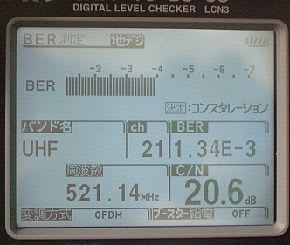 DIGITAL LEVEL CHECKER LCN3
BER測定 地デジ
-2 -3 -4 -5 -6 -7
BER
決定:コンスタレーション
バンド名 ch BER
UHF 21 1.34E-3
周波数 C/N
521.14MHz 20.6dB
変調方式 OFDM ブースター給電 OFF